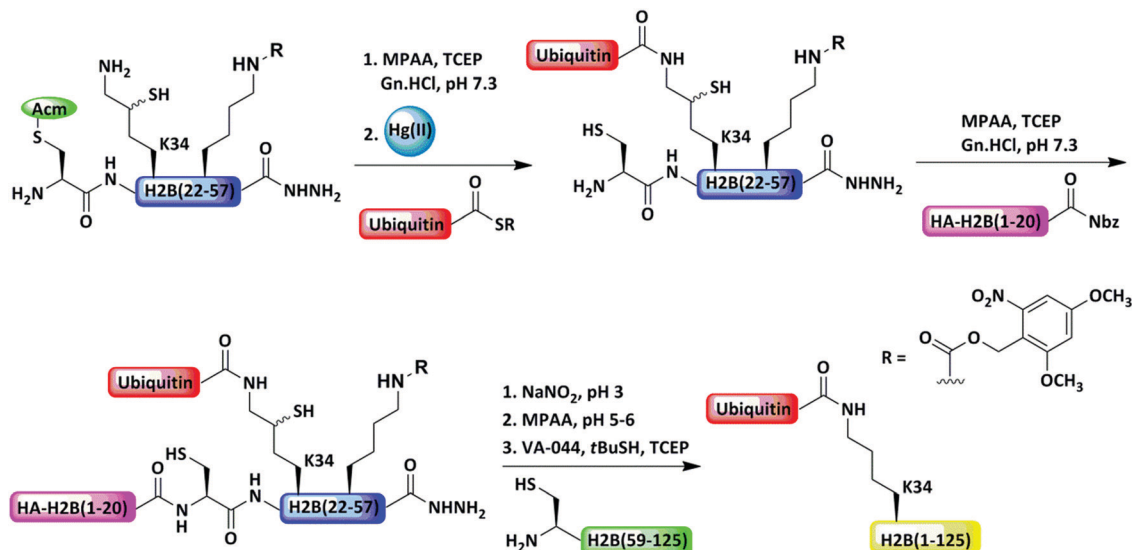 NH₂
SH
HN
R
Acm
S
K34
H₂N
O
H
N
H2B(22-57)
O
NHNH₂
1. MPAA, TCEP
Gn.HCl, pH 7.3
2. Hg(II)
Ubiquitin
O
SR
Ubiquitin
O
NH
SH
HN
R
HS
K34
H₂N
O
H
N
H2B(22-57)
O
NHNH₂
MPAA, TCEP
Gn.HCl, pH 7.3
HA-H2B(1-20)
O
Nbz
R =
O
O
O₂N
OCH₃
OCH₃
Ubiquitin
O
NH
SH
HN
R
HS
K34
HA-H2B(1-20)
O
N
H
O
H
N
H2B(22-57)
O
NHNH₂
1. NaNO₂, pH 3
2. MPAA, pH 5-6
3. VA-044, tBuSH, TCEP
HS
H₂N
H2B(59-125)
Ubiquitin
O
NH
K34
H2B(1-125)